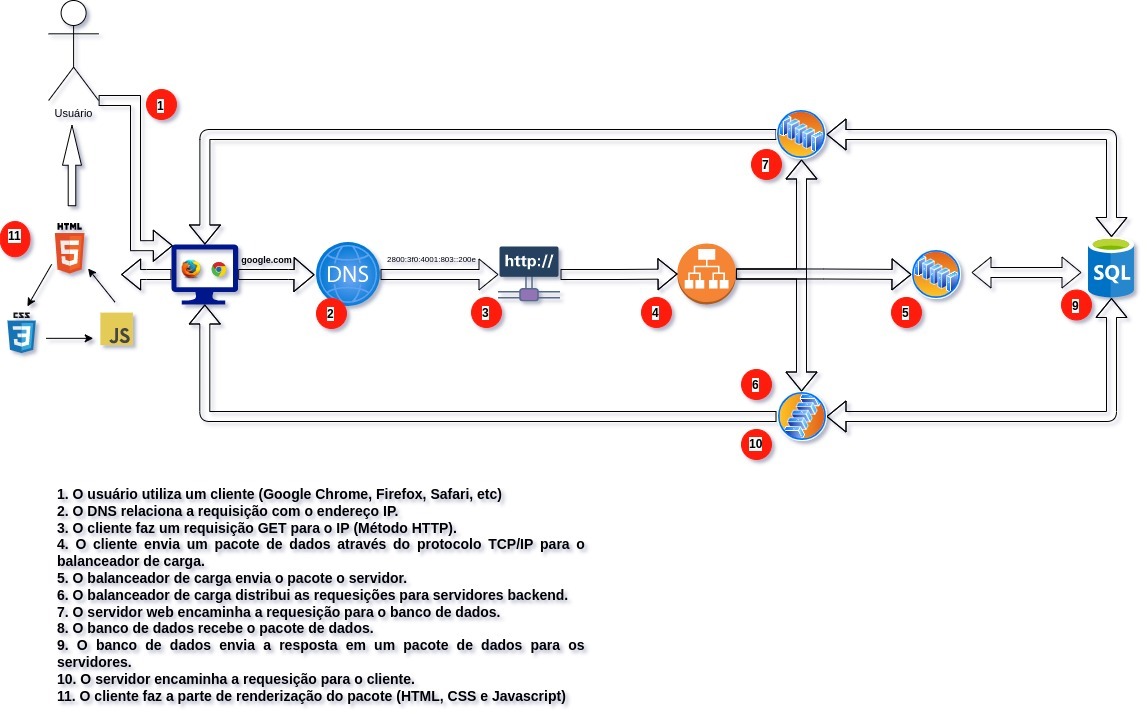 Usuário
1
7
11
HTML
5
google.com
DNS
2800:3f0:4001:803::200e
http://
SQL
2
3
4
5
9
CSS
3
JS
6
10
1. O usuário utiliza um cliente (Google Chrome, Firefox, Safari, etc)
2. O DNS relaciona a requisição com o endereço IP.
3. O cliente faz um requisição GET para o IP (Método HTTP).
4. O cliente envia um pacote de dados através do protocolo TCP/IP para o
balanceador de carga.
5. O balanceador de carga envia o pacote o servidor.
6. O balanceador de carga distribui as requesições para servidores backend.
7. O servidor web encaminha a requesição para o banco de dados.
8. O banco de dados recebe o pacote de dados.
9. O banco de dados envia a resposta em um pacote de dados para os
servidores.
10. O servidor encaminha a requesição para o cliente.
11. O cliente faz a parte de renderização do pacote (HTML, CSS e Javascript)